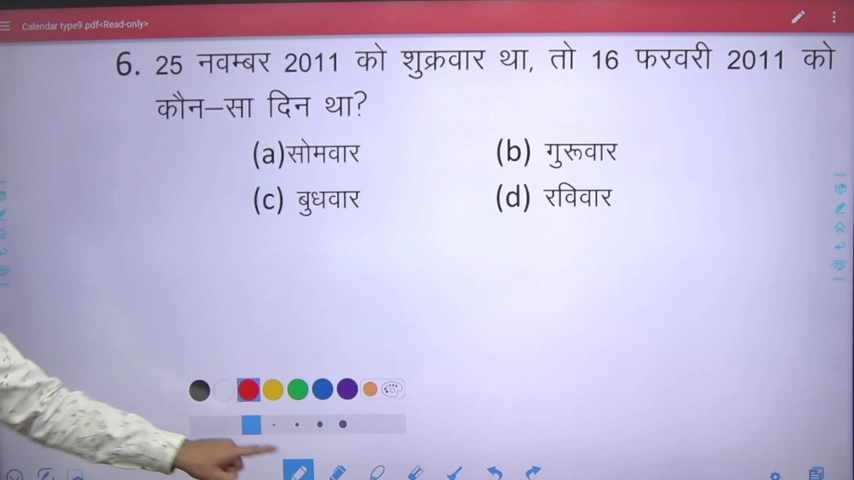 Calendar type9.pdf<Read-only>
6. 25 नवम्बर 2011 को शुक्रवार था, तो 16 फरवरी 2011 को
कौन–सा दिन था?
(a)सोमवार (b) गुरूवार
(c) बुधवार (d) रविवार